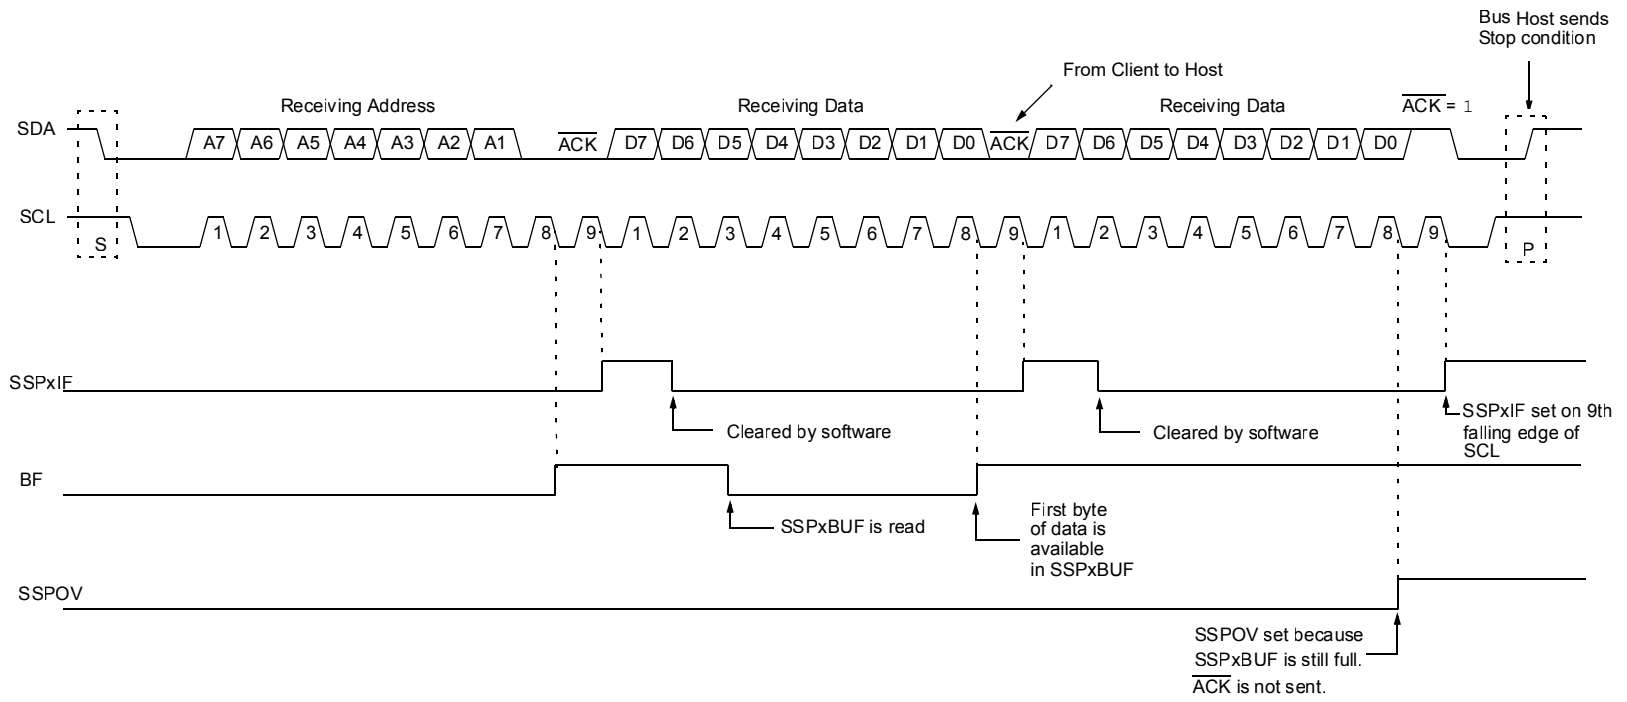 Bus Host sends
Stop condition
From Client to Host
Receiving Address
Receiving Data
Receiving Data
ACK = 1
SDA
A7 A6 A5 A4 A3 A2 A1 ACK D7 D6 D5 D4 D3 D2 D1 D0 ACK D7 D6 D5 D4 D3 D2 D1 D0
SCL
S
1 2 3 4 5 6 7 8 9 1 2 3 4 5 6 7 8 9 1 2 3 4 5 6 7 8 9
P
SSPxIF
Cleared by software
Cleared by software
SSPxIF set on 9th
falling edge of
SCL
BF
SSPxBUF is read
First byte
of data is
available
in SSPxBUF
SSPOV
SSPOV set because
SSPxBUF is still full.
ACK is not sent.